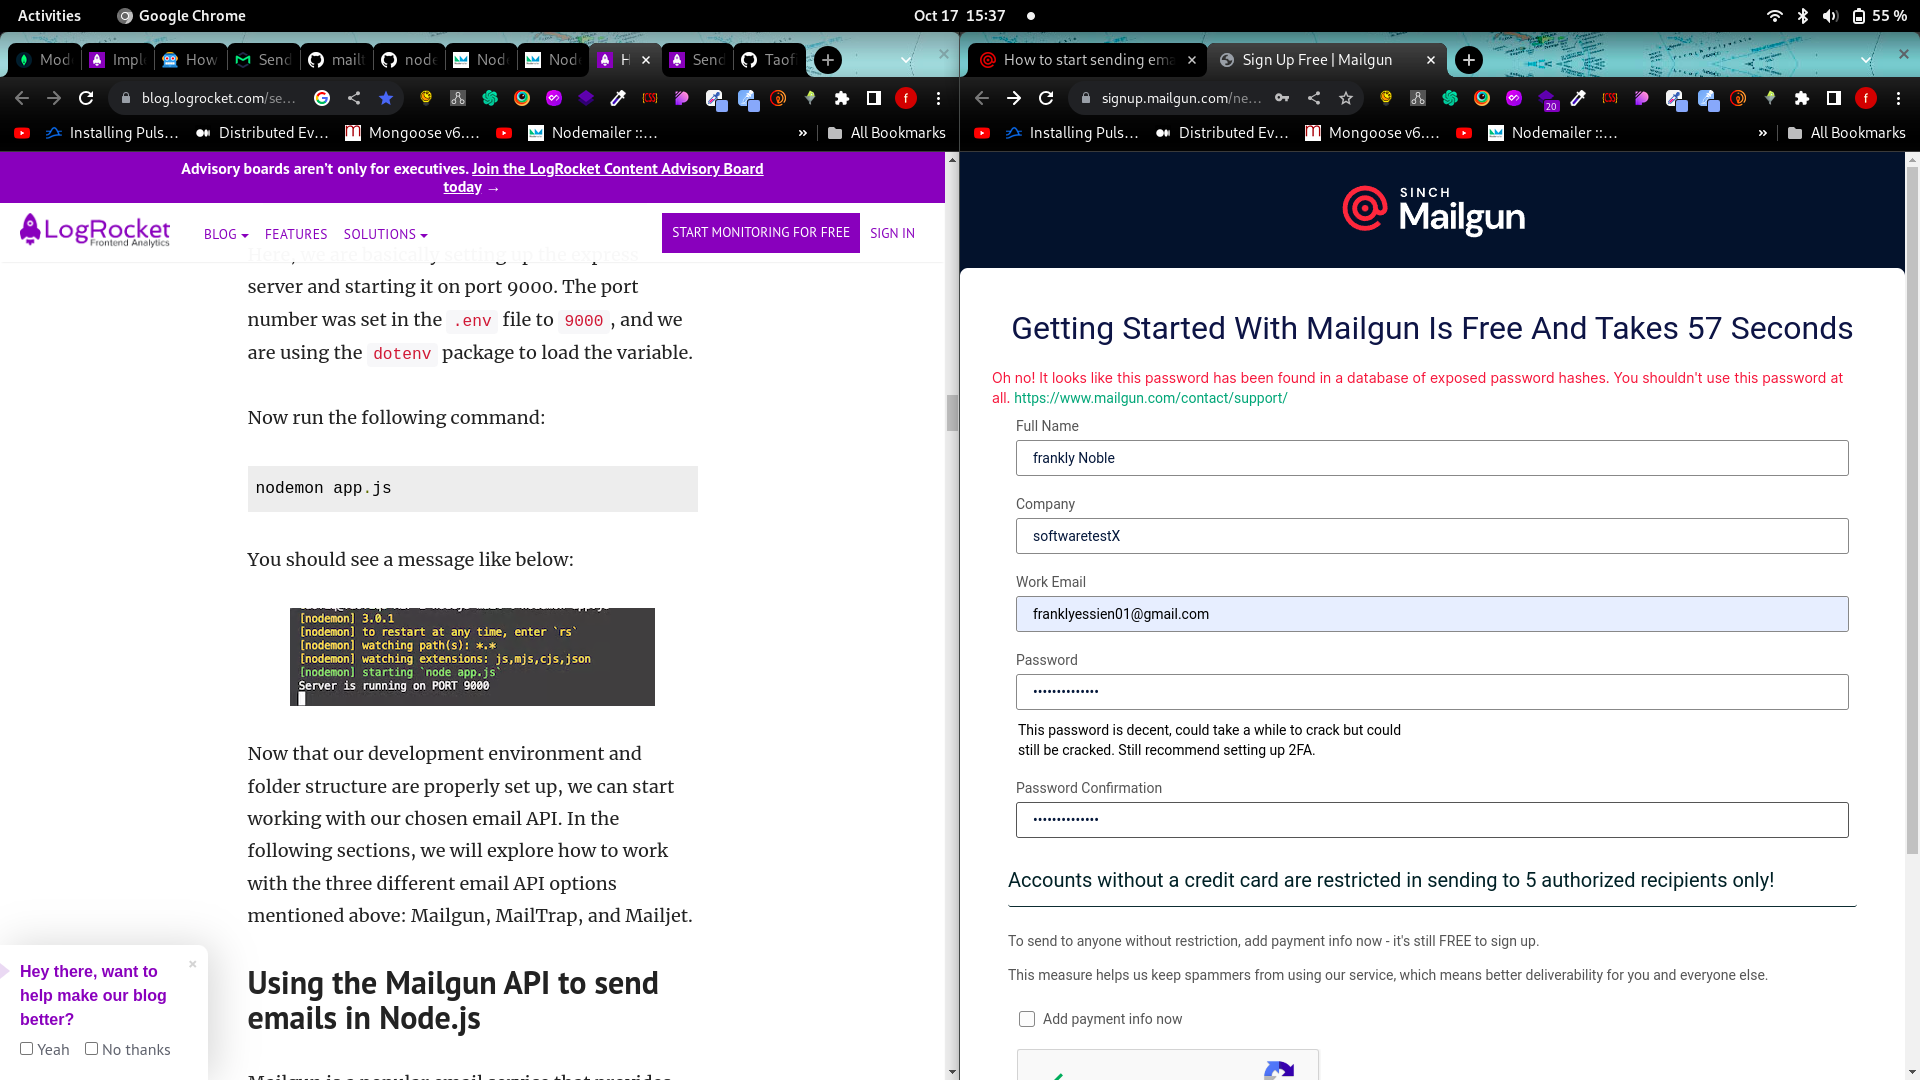 Activities
Google Chrome
Oct 17 15:37
55 %
Mod
Impl
How
Send
mailt
node
Nod
Nod
H
Send
Taof
blog.logrocket.com/se...
Installing Puls...
Distributed Ev...
Mongoose v6....
Nodemailer ::...
»
All Bookmarks
Advisory boards aren't only for executives. Join the LogRocket Content Advisory Board
today →
LogRocket
Frontend Analytics
BLOG
FEATURES
SOLUTIONS
START MONITORING FOR FREE
SIGN IN
Here, we are basically setting up the express
server and starting it on port 9000. The port
number was set in the .env file to 9000 , and we
are using the dotenv package to load the variable.
Now run the following command:
nodemon app.js
You should see a message like below:
[nodemon] 3.0.1
[nodemon] to restart at any time, enter `rs`
[nodemon] watching path(s): *.*
[nodemon] watching extensions: js,mjs,cjs,json
[nodemon] starting `node app.js`
Server is running on PORT 9000
Now that our development environment and
folder structure are properly set up, we can start
working with our chosen email API. In the
following sections, we will explore how to work
with the three different email API options
mentioned above: Mailgun, MailTrap, and Mailjet.
Using the Mailgun API to send
emails in Node.js
Mailgun is a popular email service that provides
Hey there, want to
help make our blog
better?
Yeah
No thanks
How to start sending ema
Sign Up Free | Mailgun
signup.mailgun.com/ne...
20
f
Installing Puls...
Distributed Ev...
Mongoose v6....
Nodemailer ::...
»
All Bookmarks
SINCH
Mailgun
Getting Started With Mailgun Is Free And Takes 57 Seconds
Oh no! It looks like this password has been found in a database of exposed password hashes. You shouldn't use this password at
all. https://www.mailgun.com/contact/support/
Full Name
frankly Noble
Company
softwaretestX
Work Email
franklyessien01@gmail.com
Password
••••••••••••••
This password is decent, could take a while to crack but could
still be cracked. Still recommend setting up 2FA.
Password Confirmation
••••••••••••••
Accounts without a credit card are restricted in sending to 5 authorized recipients only!
To send to anyone without restriction, add payment info now - it's still FREE to sign up.
This measure helps us keep spammers from using our service, which means better deliverability for you and everyone else.
Add payment info now